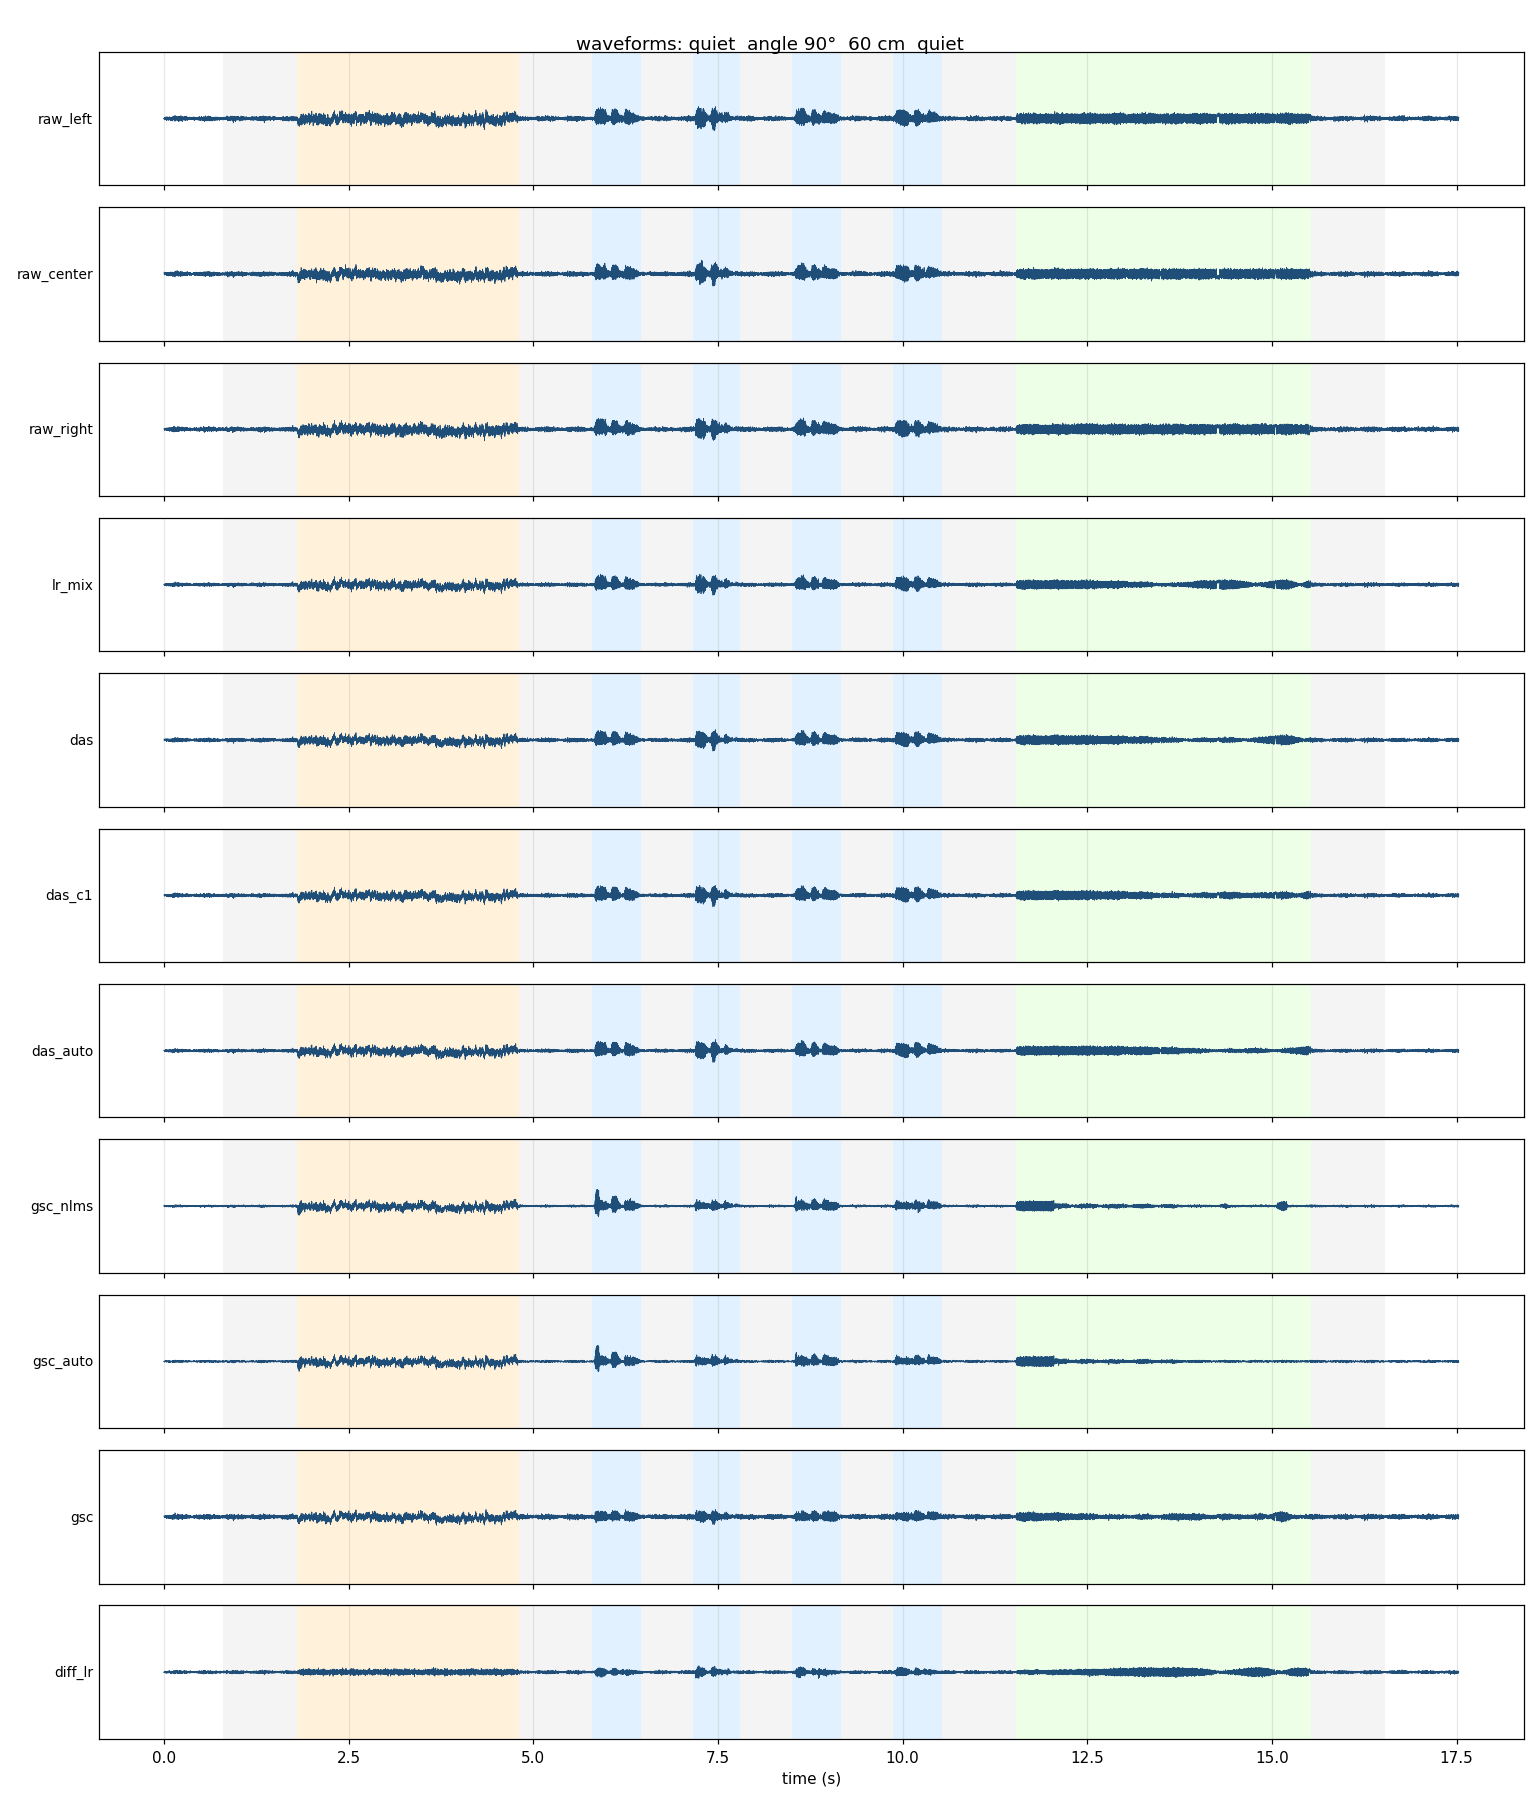 waveforms: quiet  angle 90°  60 cm  quiet
raw_left
raw_center
raw_right
lr_mix
das
das_c1
das_auto
gsc_nlms
gsc_auto
gsc
diff_lr
0.0 2.5 5.0 7.5 10.0 12.5 15.0 17.5
time (s)